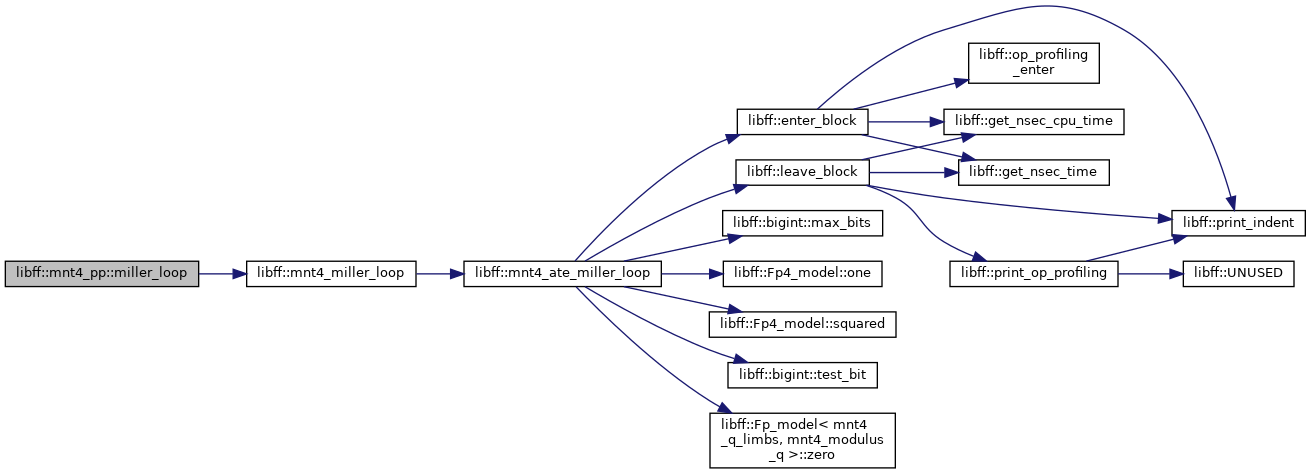 libff::mnt4_pp::miller_loop
libff::mnt4_miller_loop
libff::mnt4_ate_miller_loop
libff::enter_block
libff::leave_block
libff::bigint::max_bits
libff::Fp4_model::one
libff::Fp4_model::squared
libff::bigint::test_bit
libff::Fp_model< mnt4
_q_limbs, mnt4_modulus
_q >::zero
libff::op_profiling
_enter
libff::get_nsec_cpu_time
libff::get_nsec_time
libff::print_op_profiling
libff::print_indent
libff::UNUSED